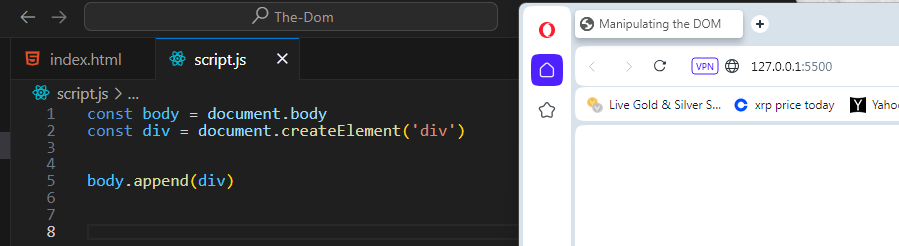 The-Dom
index.html
script.js
script.js > ...
1 const body = document.body
2 const div = document.createElement('div')
3
4
5 body.append(div)
6
7
8
Manipulating the DOM
VPN 127.0.0.1:5500
Live Gold & Silver S... xrp price today Y Yahoo